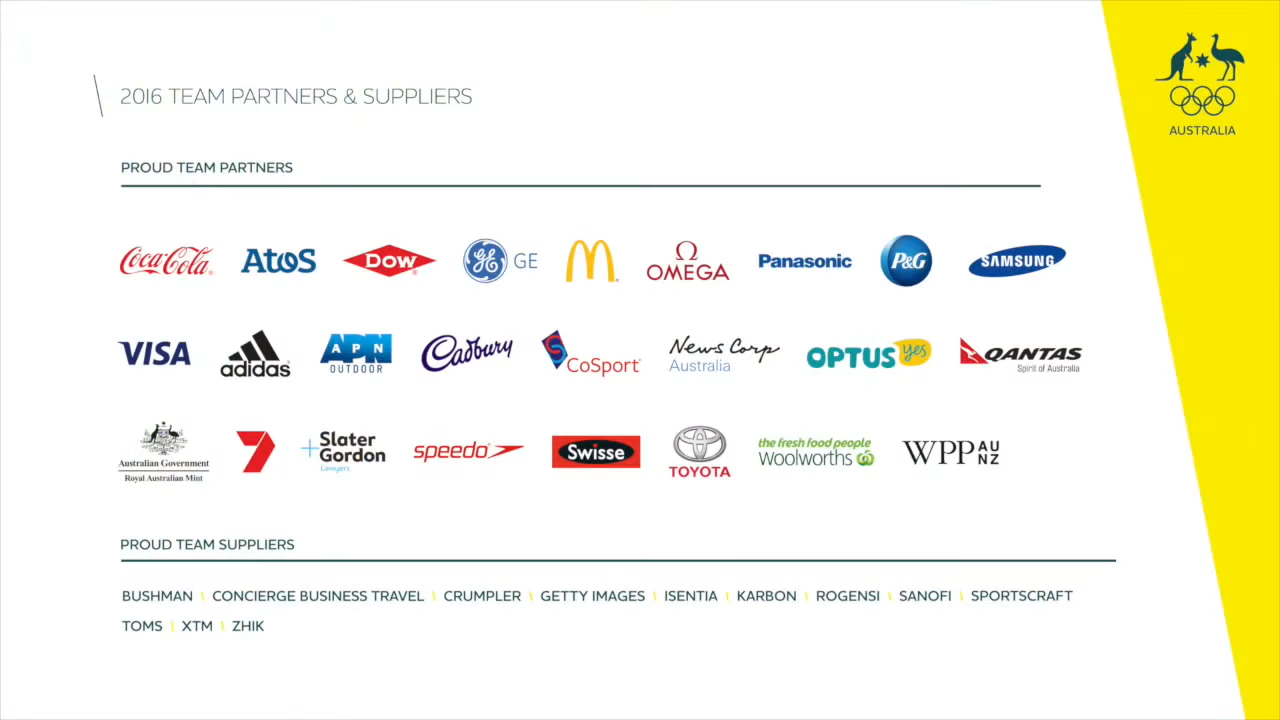 2016 TEAM PARTNERS & SUPPLIERS
AUSTRALIA
PROUD TEAM PARTNERS
Coca-Cola Atos DOW GE GE M OMEGA Panasonic P&G SAMSUNG
VISA adidas APN OUTDOOR Cadbury CoSport News Corp Australia OPTUS yes QANTAS Spirit of Australia
Australian Government Royal Australian Mint 7 Slater Gordon Lawyers speedo Swisse TOYOTA the fresh food people Woolworths WPP AU NZ
PROUD TEAM SUPPLIERS
BUSHMAN \ CONCIERGE BUSINESS TRAVEL \ CRUMPLER \ GETTY IMAGES \ ISENTIA \ KARBON \ ROGENSI \ SANOFI \ SPORTSCRAFT
TOMS \ XTM \ ZHIK